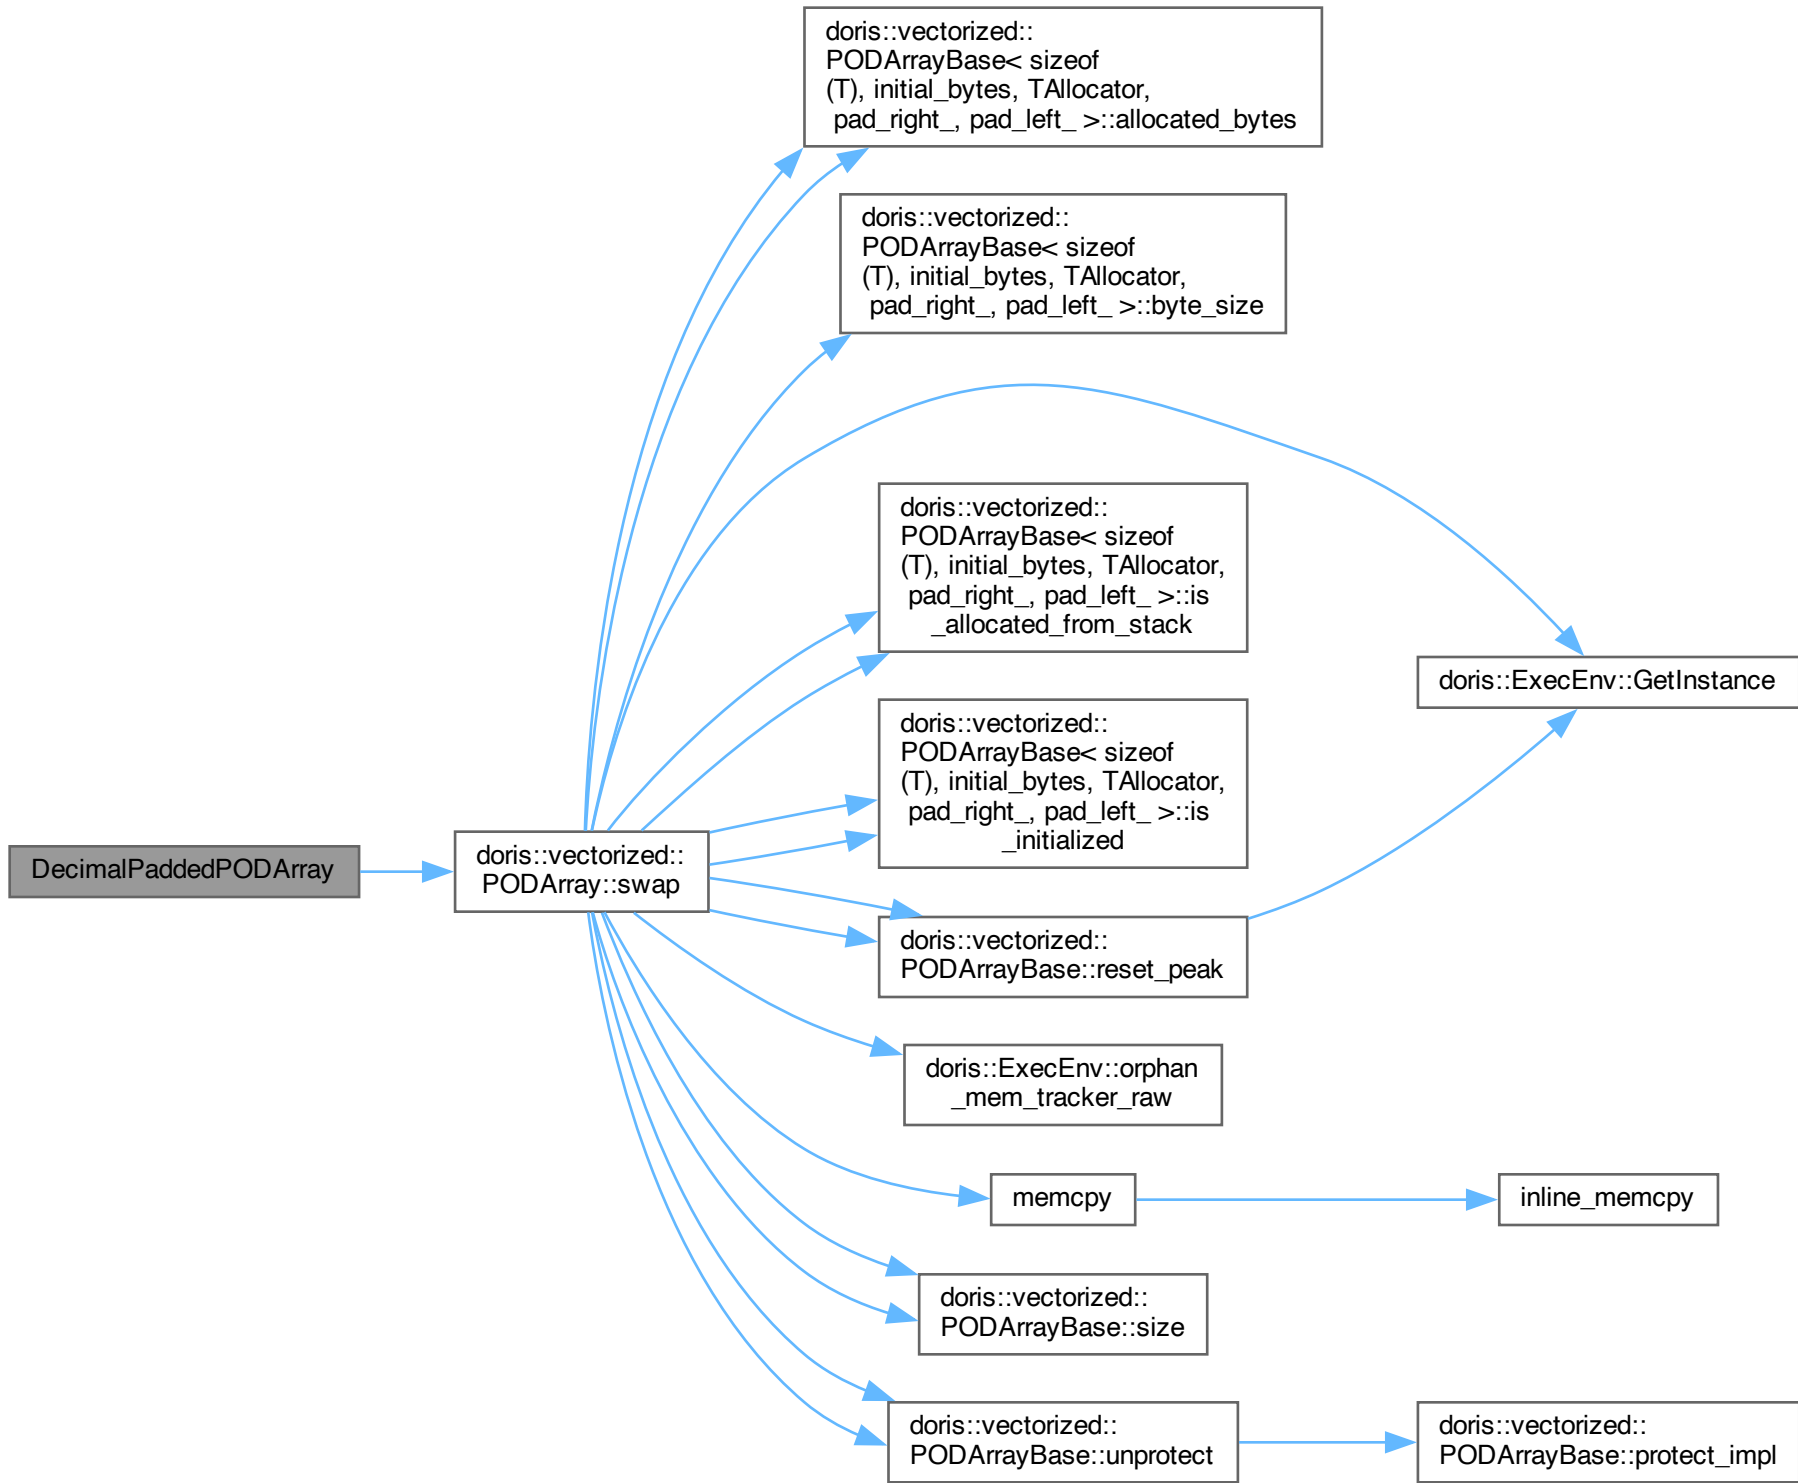 doris::vectorized::
PODArrayBase< sizeof
(T), initial_bytes, TAllocator,
pad_right_, pad_left_ >::allocated_bytes
doris::vectorized::
PODArrayBase< sizeof
(T), initial_bytes, TAllocator,
pad_right_, pad_left_ >::byte_size
doris::vectorized::
PODArrayBase< sizeof
(T), initial_bytes, TAllocator,
pad_right_, pad_left_ >::is
_allocated_from_stack
doris::ExecEnv::GetInstance
doris::vectorized::
PODArrayBase< sizeof
(T), initial_bytes, TAllocator,
pad_right_, pad_left_ >::is
_initialized
DecimalPaddedPODArray
doris::vectorized::
PODArray::swap
doris::vectorized::
PODArrayBase::reset_peak
doris::ExecEnv::orphan
_mem_tracker_raw
memcpy
inline_memcpy
doris::vectorized::
PODArrayBase::size
doris::vectorized::
PODArrayBase::unprotect
doris::vectorized::
PODArrayBase::protect_impl